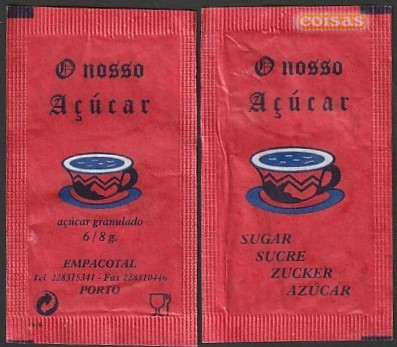 O nosso
Açúcar
açúcar granulado
6 / 8 g.
EMPACOTAL
Tel. 228315341 - Fax 228310446
PORTO
coisas
O nosso
Açúcar
SUGAR
SUCRE
ZUCKER
AZÚCAR